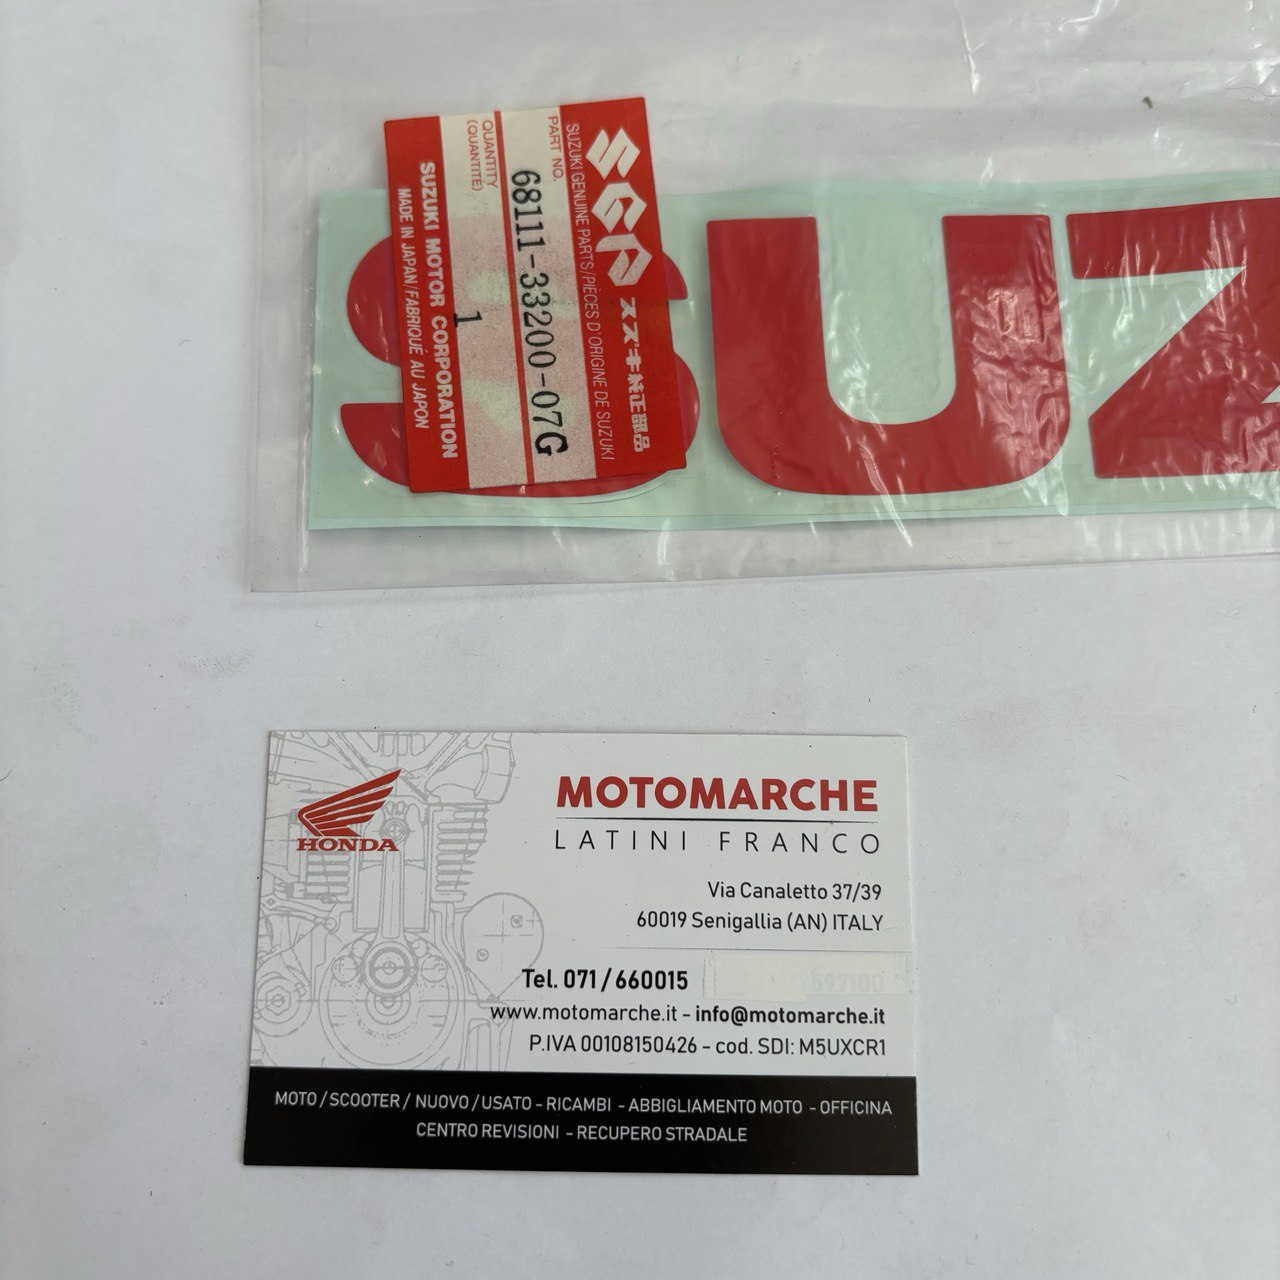 SGP スズキ純正部品
SUZUKI GENUINE PARTS/PIÈCES D'ORIGINE DE SUZUKI
PART NO.
68111-33200-07G
QUANTITY
(QUANTITÉ)
1
SUZUKI MOTOR CORPORATION
MADE IN JAPAN/FABRIQUÉ AU JAPON
SUZ
HONDA
MOTOMARCHE
LATINI FRANCO
Via Canaletto 37/39
60019 Senigallia (AN) ITALY
Tel. 071/660015
www.motomarche.it - info@motomarche.it
P.IVA 00108150426 - cod. SDI: M5UXCR1
MOTO/SCOOTER/ NUOVO/USATO - RICAMBI - ABBIGLIAMENTO MOTO - OFFICINA
CENTRO REVISIONI - RECUPERO STRADALE